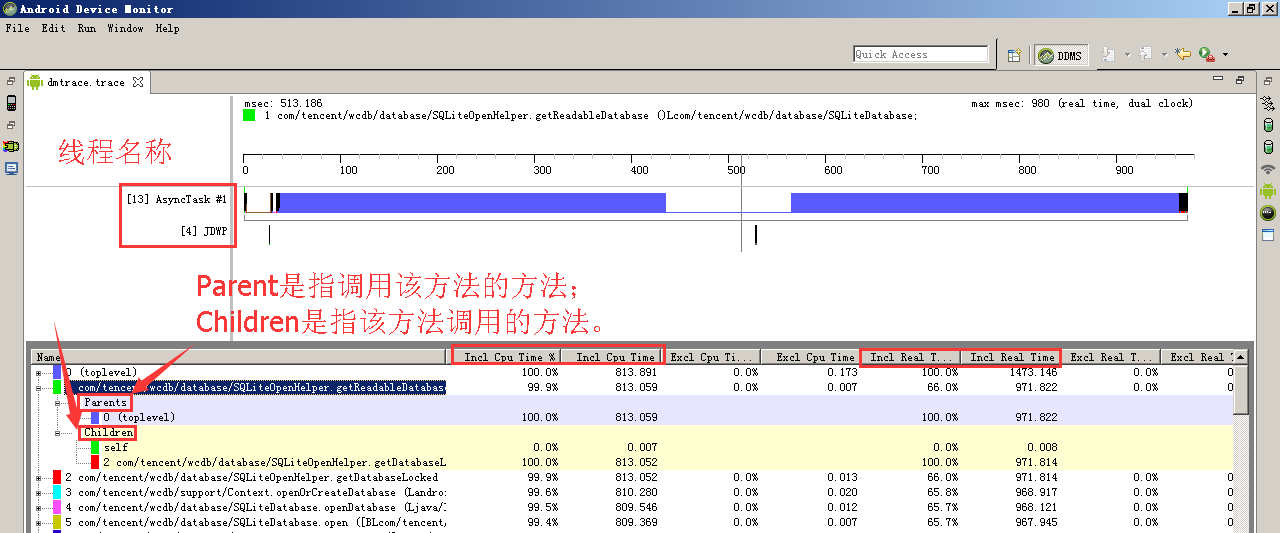 Android Device Monitor
File Edit Run Window Help
Quick Access
DDMS
dmtrace.trace
msec: 513.186
max msec: 980 (real time, dual clock)
1 com/tencent/wcdb/database/SQLiteOpenHelper.getReadableDatabase ()Lcom/tencent/wcdb/database/SQLiteDatabase;
线程名称
0 100 200 300 400 500 600 700 800 900
[13] AsyncTask #1
[4] JDWP
Parent是指调用该方法的方法；
Children是指该方法调用的方法。
Name Incl Cpu Time % Incl Cpu Time Excl Cpu Ti... Excl Cpu Time Incl Real T... Incl Real Time Excl Real T... Excl Real T
0 (toplevel) 100.0% 813.891 0.0% 0.173 100.0% 1473.146 0.0% 0
com/tencent/wcdb/database/SQLiteOpenHelper.getReadableDatabas 99.9% 813.059 0.0% 0.007 66.0% 971.822 0.0% 0
Parents
0 (toplevel) 100.0% 813.059 100.0% 971.822
Children
self 0.0% 0.007 0.0% 0.008
2 com/tencent/wcdb/database/SQLiteOpenHelper.getDatabaseL 100.0% 813.052 100.0% 971.814
2 com/tencent/wcdb/database/SQLiteOpenHelper.getDatabaseLocked 99.9% 813.052 0.0% 0.013 66.0% 971.814 0.0% 0
3 com/tencent/wcdb/support/Context.openOrCreateDatabase (Landro: 99.6% 810.280 0.0% 0.020 65.8% 968.917 0.0% 0
4 com/tencent/wcdb/database/SQLiteDatabase.openDatabase (Ljava/l 99.5% 809.546 0.0% 0.012 65.7% 968.121 0.0% 0
5 com/tencent/wcdb/database/SQLiteDatabase.open ([BLcom/tencent, 99.4% 809.369 0.0% 0.007 65.7% 967.945 0.0% 0